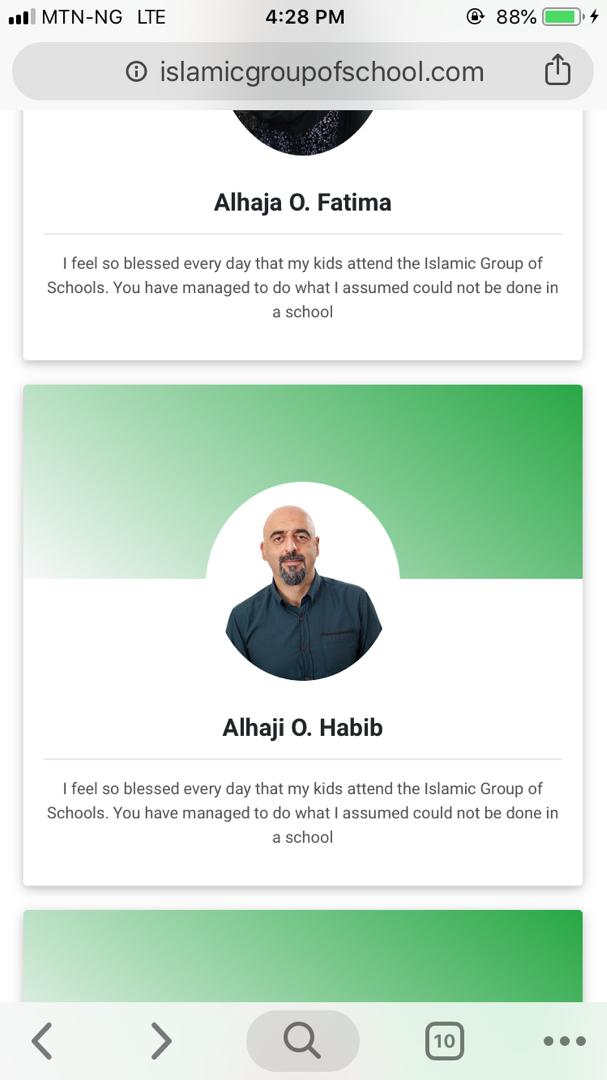 MTN-NG LTE 4:28 PM 88%
islamicgroupofschool.com
Alhaja O. Fatima
I feel so blessed every day that my kids attend the Islamic Group of
Schools. You have managed to do what I assumed could not be done in
a school
Alhaji O. Habib
I feel so blessed every day that my kids attend the Islamic Group of
Schools. You have managed to do what I assumed could not be done in
a school
10